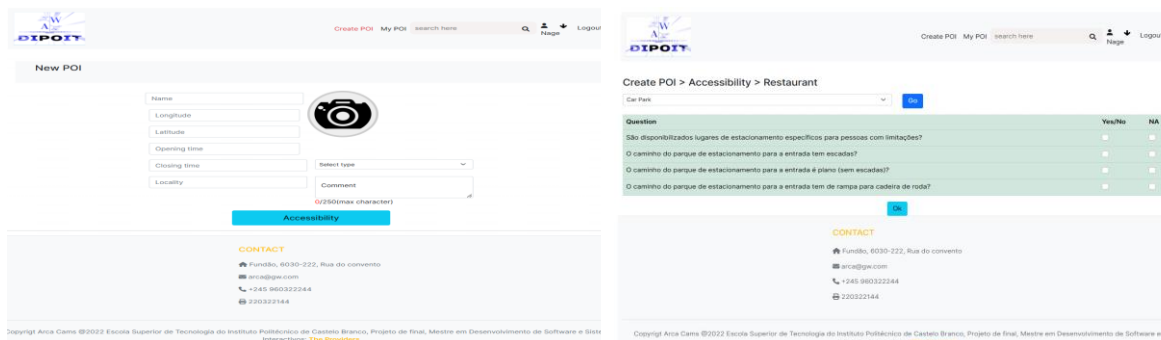 DIPOIT
Create POI My POI search here Nage Logout
New POI
Name
Longitude
Latitude
Opening time
Closing time
Select type
Locality
Comment
0/250(max character)
Accessibility
CONTACT
Fundão, 6030-222, Rua do convento
arca@gw.com
+245 960322244
220322144
Copyrigt Arca Cams @2022 Escola Superior de Tecnologia do Instituto Politécnico de Castelo Branco, Projeto de final, Mestre em Desenvolvimento de Software e Siste
Interactivos: The Providers
DIPOIT
Create POI My POI search here Nage Logou
Create POI > Accessibility > Restaurant
Car Park Go
Question Yes/No NA
São disponibilizados lugares de estacionamento específicos para pessoas com limitações?
O caminho do parque de estacionamento para a entrada tem escadas?
O caminho do parque de estacionamento para a entrada é plano (sem escadas)?
O caminho do parque de estacionamento para a entrada tem de rampa para cadeira de roda?
Ok
CONTACT
Fundão, 6030-222, Rua do convento
arca@gw.com
+245 960322244
220322144
Copyrigt Arca Cams @2022 Escola Superior de Tecnologia do Instituto Politécnico de Castelo Branco, Projeto de final, Mestre em Desenvolvimento de Software e